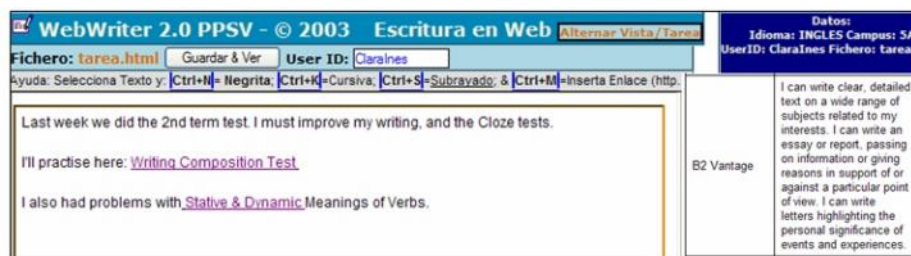 WebWriter 2.0 PPSV - © 2003 Escritura en Web Alternar Vista/Tarea
Fichero: tarea.html Guardar & Ver User ID: ClaraInes
Ayuda: Selecciona Texto y: Ctrl+N= Negrita; Ctrl+K=Cursiva; Ctrl+S=Subrayado; & Ctrl+M=Inserta Enlace (http.
Last week we did the 2nd term test. I must improve my writing, and the Cloze tests.
I'll practise here: Writing Composition Test
I also had problems with Stative & Dynamic Meanings of Verbs.
Datos:
Idioma: INGLES Campus: 5A
UserID: ClaraInes Fichero: tarea
B2 Vantage
I can write clear, detailed
text on a wide range of
subjects related to my
interests. I can write an
essay or report, passing
on information or giving
reasons in support of or
against a particular point
of view. I can write
letters highlighting the
personal significance of
events and experiences.